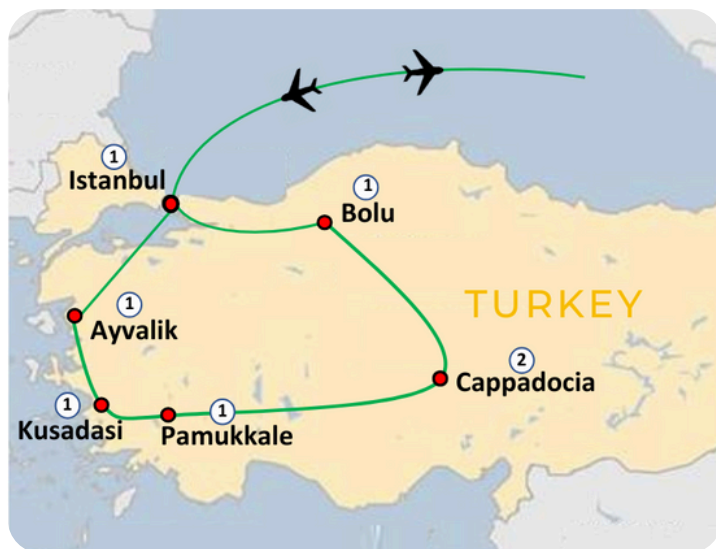 1
Istanbul
1
Bolu
TURKEY
1
Ayvalik
2
Cappadocia
1
Kusadasi
1
Pamukkale